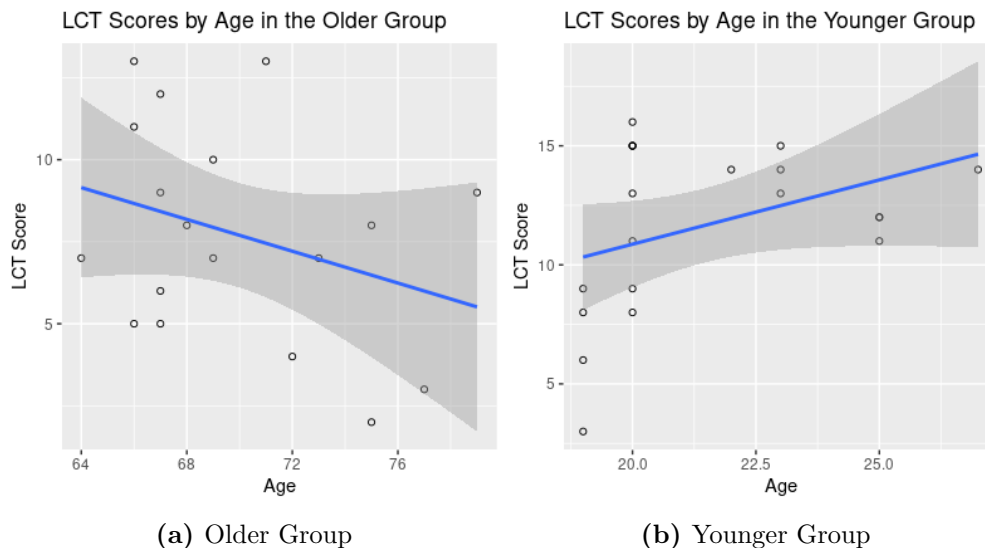 LCT Scores by Age in the Older Group
LCT Score
10
5
64
68
72
76
Age
(a) Older Group
LCT Scores by Age in the Younger Group
LCT Score
15
10
5
20.0
22.5
25.0
Age
(b) Younger Group